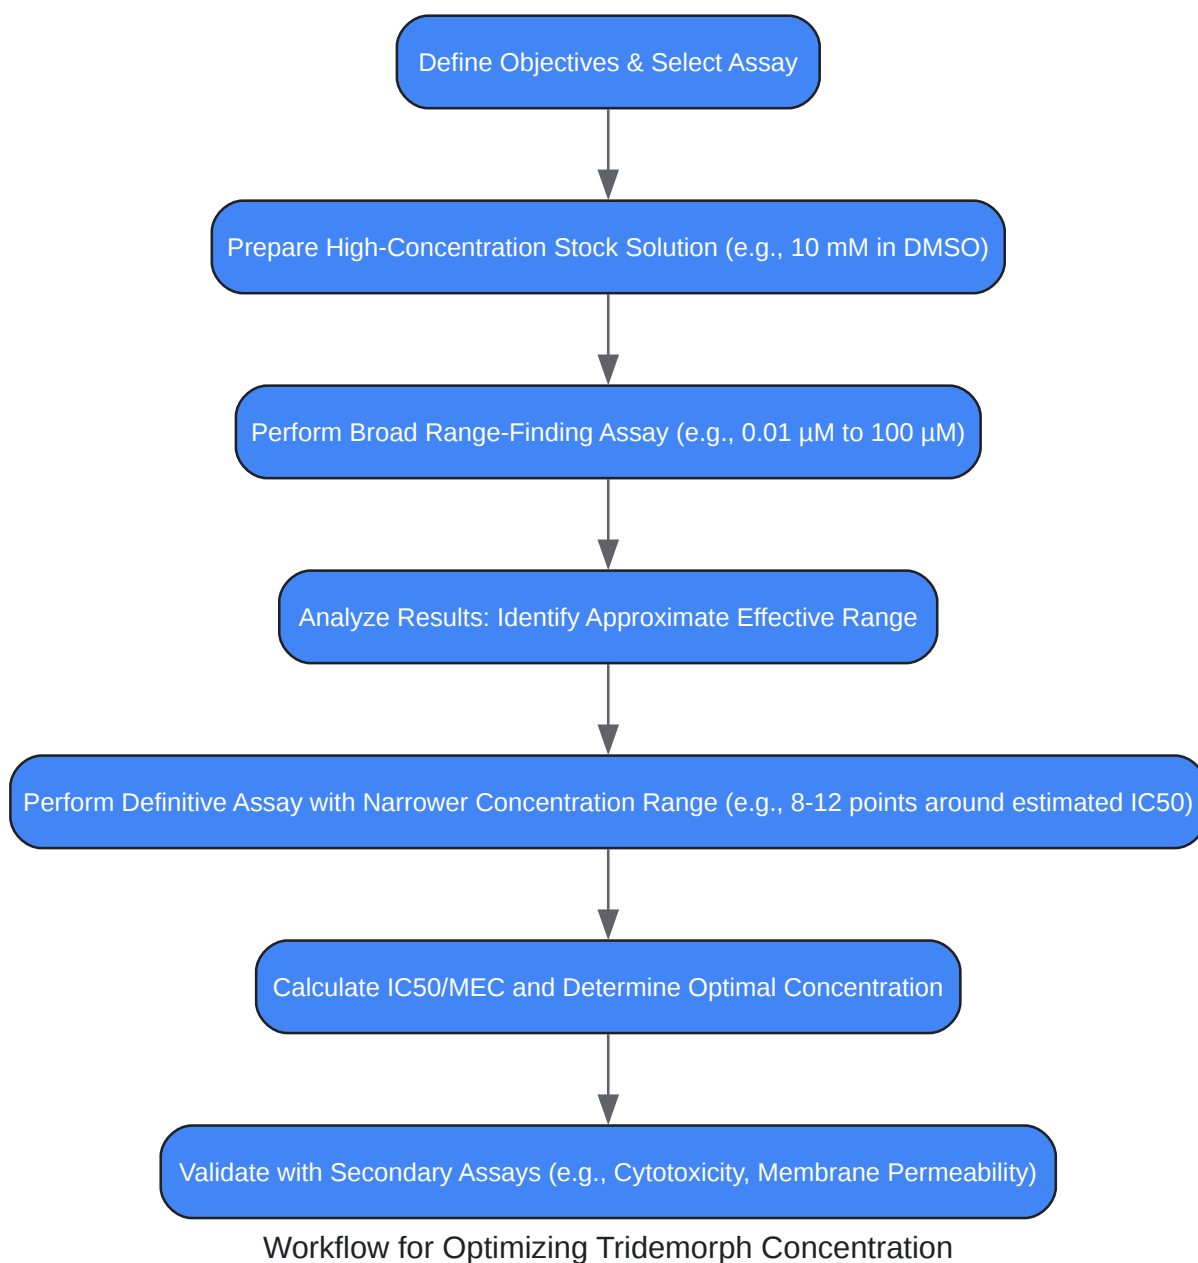 Define Objectives & Select Assay
Prepare High-Concentration Stock Solution (e.g., 10 mM in DMSO)
Perform Broad Range-Finding Assay (e.g., 0.01 µM to 100 µM)
Analyze Results: Identify Approximate Effective Range
Perform Definitive Assay with Narrower Concentration Range (e.g., 8-12 points around estimated IC50)
Calculate IC50/MEC and Determine Optimal Concentration
Validate with Secondary Assays (e.g., Cytotoxicity, Membrane Permeability)
Workflow for Optimizing Tridemorph Concentration